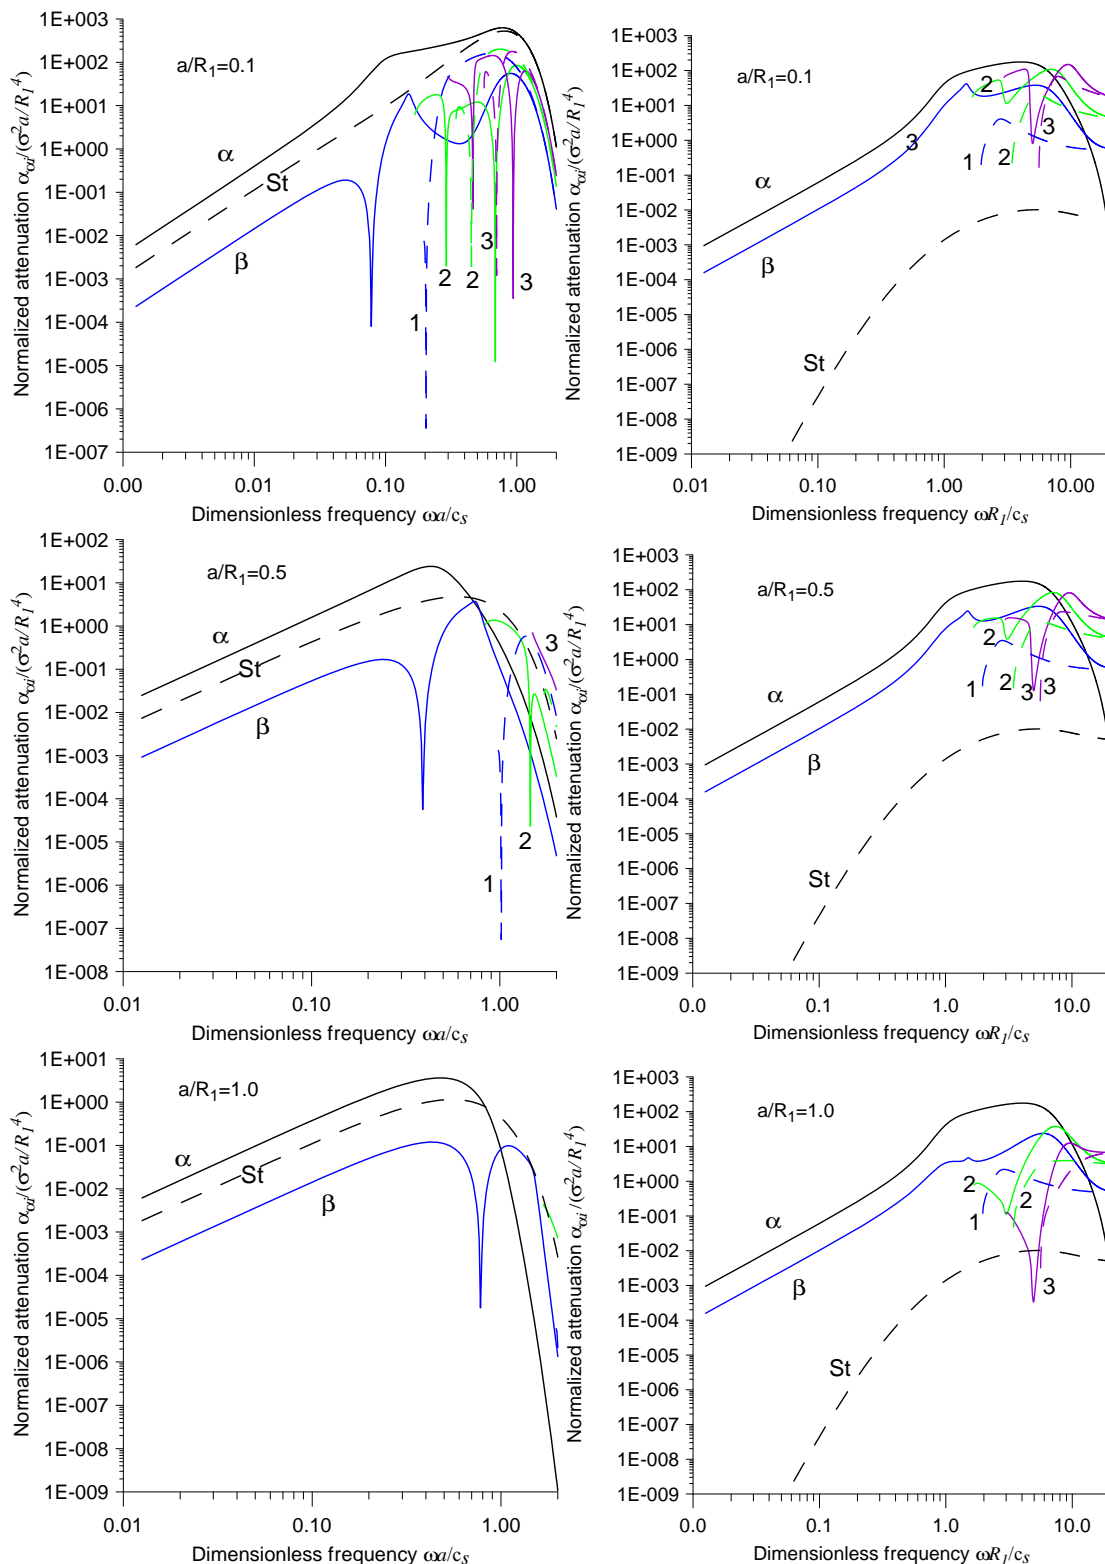 1E+003
1E+002
1E+001
1E+000
1E-001
1E-002
1E-003
1E-004
1E-005
1E-006
1E-007
0.00
0.01
0.10
1.00
Normalized attenuation α_αi/(σ²a/R₁⁴)
Dimensionless frequency ωa/c_s
a/R₁=0.1
α
St
β
1
2
2
3
3
1E+003
1E+002
1E+001
1E+000
1E-001
1E-002
1E-003
1E-004
1E-005
1E-006
1E-007
1E-008
1E-009
0.01
0.10
1.00
10.00
Normalized attenuation α_αi/(σ²a/R₁⁴)
Dimensionless frequency ωR₁/c_s
a/R₁=0.1
2
3
1
2
3
α
β
St
1E+002
1E+001
1E+000
1E-001
1E-002
1E-003
1E-004
1E-005
1E-006
1E-007
1E-008
0.01
0.10
1.00
Normalized attenuation α_αi/(σ²a/R₁⁴)
Dimensionless frequency ωa/c_s
a/R₁=0.5
α
St
β
3
2
1
1E+003
1E+002
1E+001
1E+000
1E-001
1E-002
1E-003
1E-004
1E-005
1E-006
1E-007
1E-008
1E-009
0.0
0.1
1.0
10.0
Normalized attenuation α_αi/(σ²a/R₁⁴)
Dimensionless frequency ωR₁/c_s
a/R₁=0.5
2
1
2
3
3
α
β
St
1E+001
1E+000
1E-001
1E-002
1E-003
1E-004
1E-005
1E-006
1E-007
1E-008
1E-009
0.01
0.10
1.00
Normalized attenuation α_αi/(σ²a/R₁⁴)
Dimensionless frequency ωa/c_s
a/R₁=1.0
α
St
β
1E+003
1E+002
1E+001
1E+000
1E-001
1E-002
1E-003
1E-004
1E-005
1E-006
1E-007
1E-008
1E-009
0.0
0.1
1.0
10.0
Normalized attenuation α_αi/(σ²a/R₁⁴)
Dimensionless frequency ωR₁/c_s
a/R₁=1.0
2
2
1
3
α
β
St